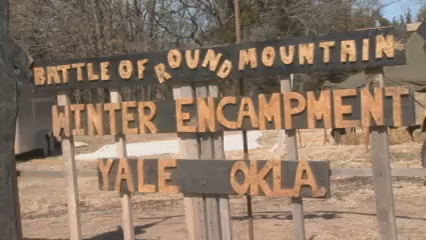 BATTLE OF ROUND MOUNTAIN
WINTER ENCAMPMENT
YALE OKLA.